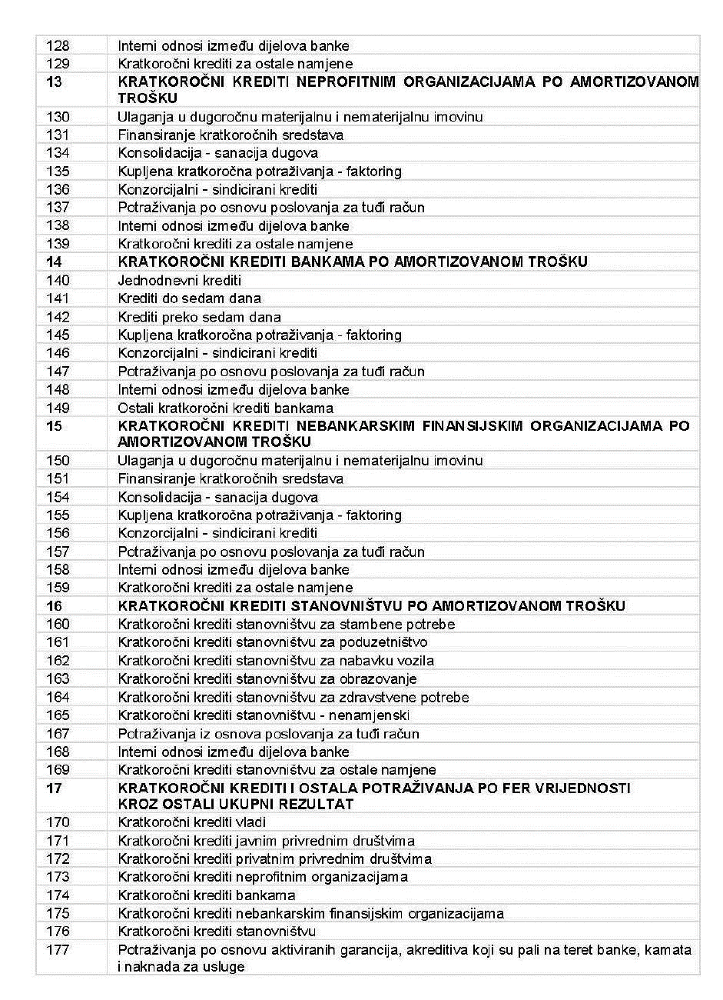 128 Interni odnosi između dijelova banke
129 Kratkoročni krediti za ostale namjene
13 KRATKOROČNI KREDITI NEPROFITNIM ORGANIZACIJAMA PO AMORTIZOVANOM
TROŠKU
130 Ulaganja u dugoročnu materijalnu i nematerijalnu imovinu
131 Finansiranje kratkoročnih sredstava
134 Konsolidacija - sanacija dugova
135 Kupljena kratkoročna potraživanja - faktoring
136 Konzorcijalni - sindicirani krediti
137 Potraživanja po osnovu poslovanja za tuđi račun
138 Interni odnosi između dijelova banke
139 Kratkoročni krediti za ostale namjene
14 KRATKOROČNI KREDITI BANKAMA PO AMORTIZOVANOM TROŠKU
140 Jednodnevni krediti
141 Krediti do sedam dana
142 Krediti preko sedam dana
145 Kupljena kratkoročna potraživanja - faktoring
146 Konzorcijalni - sindicirani krediti
147 Potraživanja po osnovu poslovanja za tuđi račun
148 Interni odnosi između dijelova banke
149 Ostali kratkoročni krediti bankama
15 KRATKOROČNI KREDITI NEBANKARSKIM FINANSIJSKIM ORGANIZACIJAMA PO
AMORTIZOVANOM TROŠKU
150 Ulaganja u dugoročnu materijalnu i nematerijalnu imovinu
151 Finansiranje kratkoročnih sredstava
154 Konsolidacija - sanacija dugova
155 Kupljena kratkoročna potraživanja - faktoring
156 Konzorcijalni - sindicirani krediti
157 Potraživanja po osnovu poslovanja za tuđi račun
158 Interni odnosi između dijelova banke
159 Kratkoročni krediti za ostale namjene
16 KRATKOROČNI KREDITI STANOVNIŠTVU PO AMORTIZOVANOM TROŠKU
160 Kratkoročni krediti stanovništvu za stambene potrebe
161 Kratkoročni krediti stanovništvu za poduzetništvo
162 Kratkoročni krediti stanovništvu za nabavku vozila
163 Kratkoročni krediti stanovništvu za obrazovanje
164 Kratkoročni krediti stanovništvu za zdravstvene potrebe
165 Kratkoročni krediti stanovništvu - nenamjenski
167 Potraživanja iz osnova poslovanja za tuđi račun
168 Interni odnosi između dijelova banke
169 Kratkoročni krediti stanovništvu za ostale namjene
17 KRATKOROČNI KREDITI I OSTALA POTRAŽIVANJA PO FER VRIJEDNOSTI
KROZ OSTALI UKUPNI REZULTAT
170 Kratkoročni krediti vladi
171 Kratkoročni krediti javnim privrednim društvima
172 Kratkoročni krediti privatnim privrednim društvima
173 Kratkoročni krediti neprofitnim organizacijama
174 Kratkoročni krediti bankama
175 Kratkoročni krediti nebankarskim finansijskim organizacijama
176 Kratkoročni krediti stanovništvu
177 Potraživanja po osnovu aktiviranih garancija, akreditiva koji su pali na teret banke, kamata
i naknada za usluge